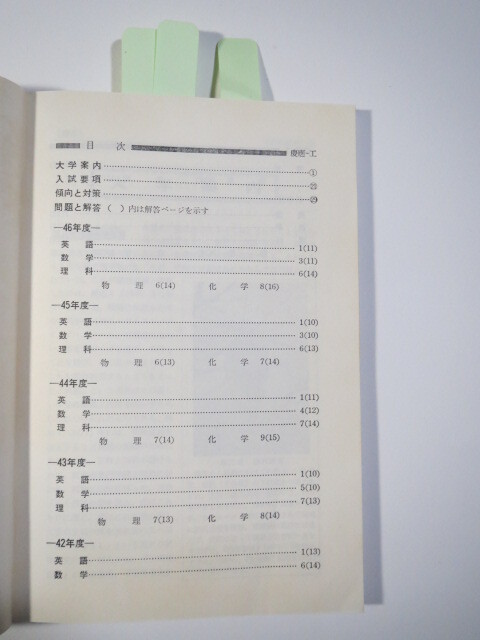 目 次 慶応-工
大学案内 ①
入試要項 ㉑
傾向と対策 ㉙
問題と解答 ( ) 内は解答ページを示す
―46年度―
英 語 1(11)
数 学 3(11)
理 科 6(14)
物 理 6(14) 化 学 8(16)
―45年度―
英 語 1(10)
数 学 3(10)
理 科 6(13)
物 理 6(13) 化 学 7(14)
―44年度―
英 語 1(11)
数 学 4(12)
理 科 7(14)
物 理 7(14) 化 学 9(15)
―43年度―
英 語 1(10)
数 学 5(10)
理 科 7(13)
物 理 7(13) 化 学 8(14)
―42年度―
英 語 1(13)
数 学 6(14)